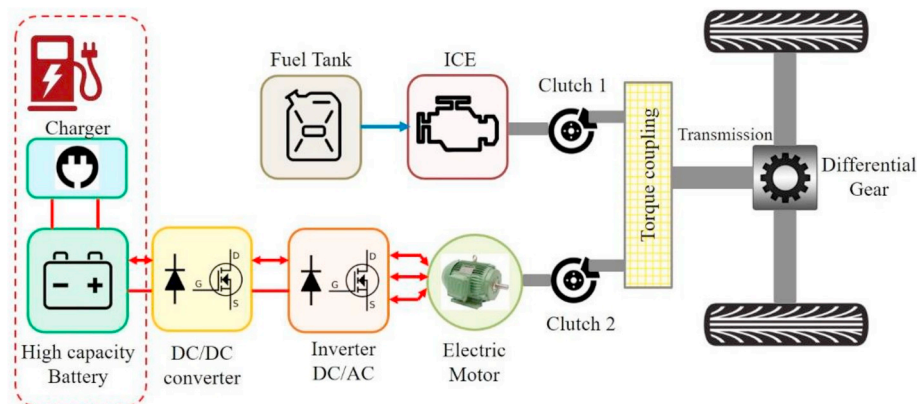 Fuel Tank
ICE
Clutch 1
Charger
Torque coupling
Transmission
Differential
Gear
D
G
S
D
G
S
Clutch 2
High capacity
Battery
DC/DC
converter
Inverter
DC/AC
Electric
Motor